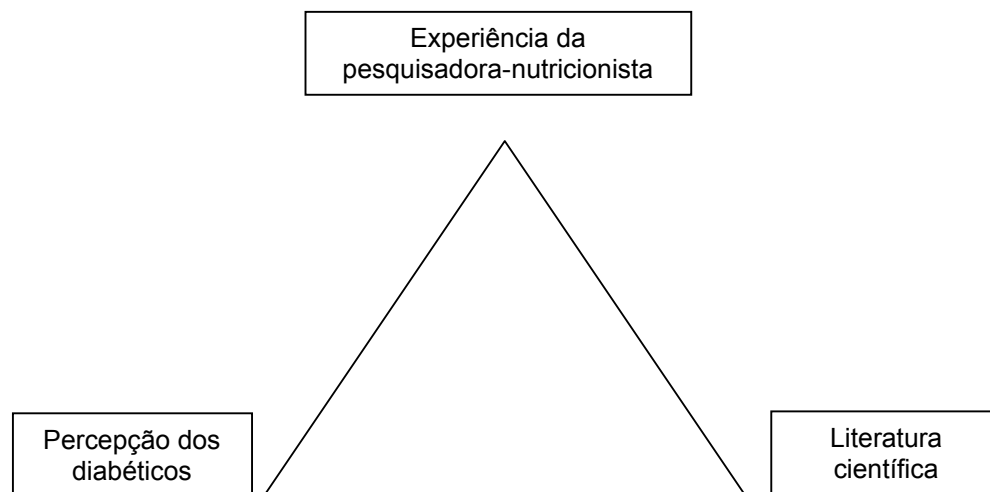 Experiência da
pesquisadora-nutricionista
Percepção dos
diabéticos
Literatura
científica